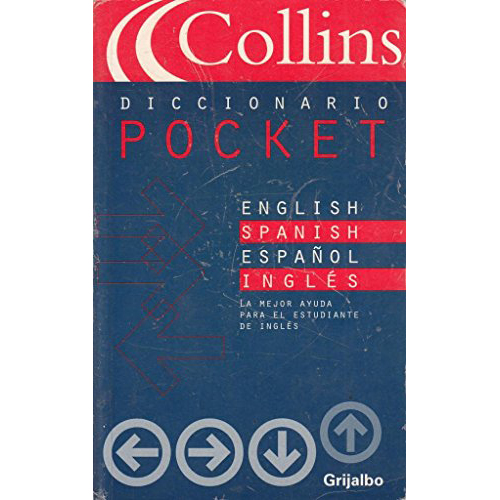 Collins
DICCIONARIO
POCKET
ENGLISH
SPANISH
ESPAÑOL
INGLÉS
LA MEJOR AYUDA
PARA EL ESTUDIANTE
DE INGLÉS
Grijalbo